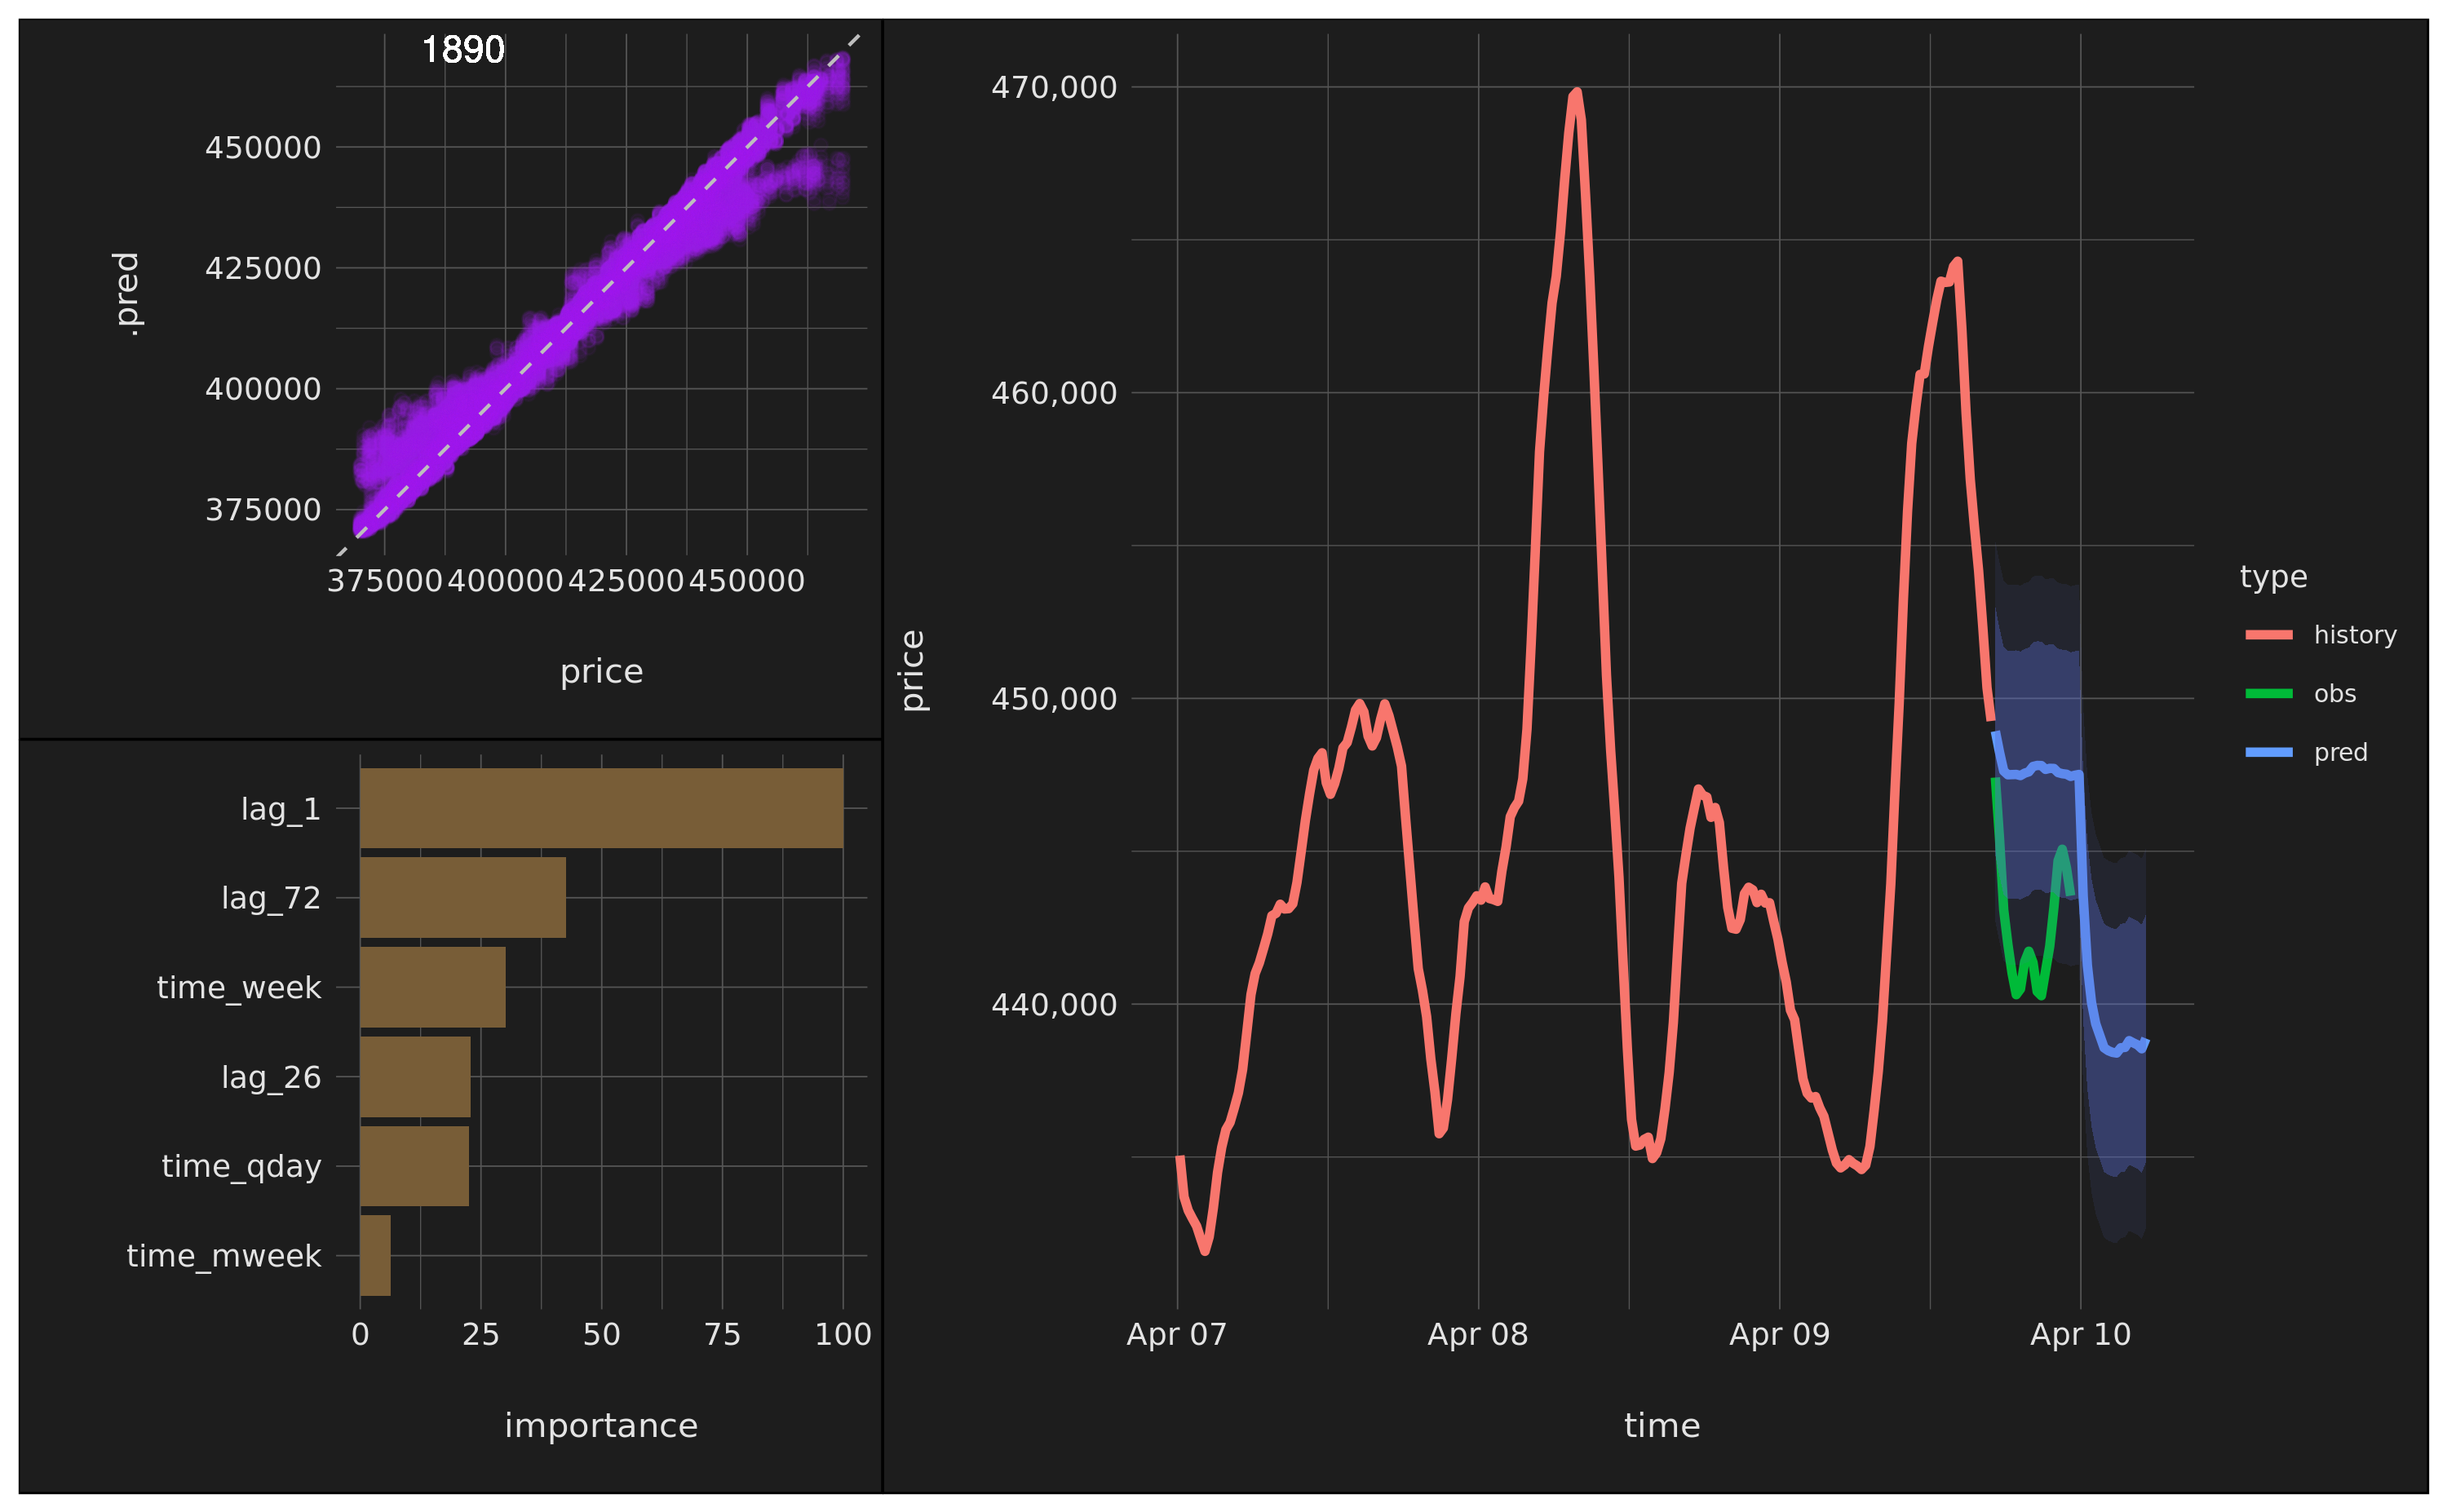 1890
.pred
450000
425000
400000
375000
375000 400000 425000 450000
price
lag_1
lag_72
time_week
lag_26
time_qday
time_mweek
0 25 50 75 100
importance
price
470,000
460,000
450,000
440,000
Apr 07 Apr 08 Apr 09 Apr 10
time
type
history
obs
pred